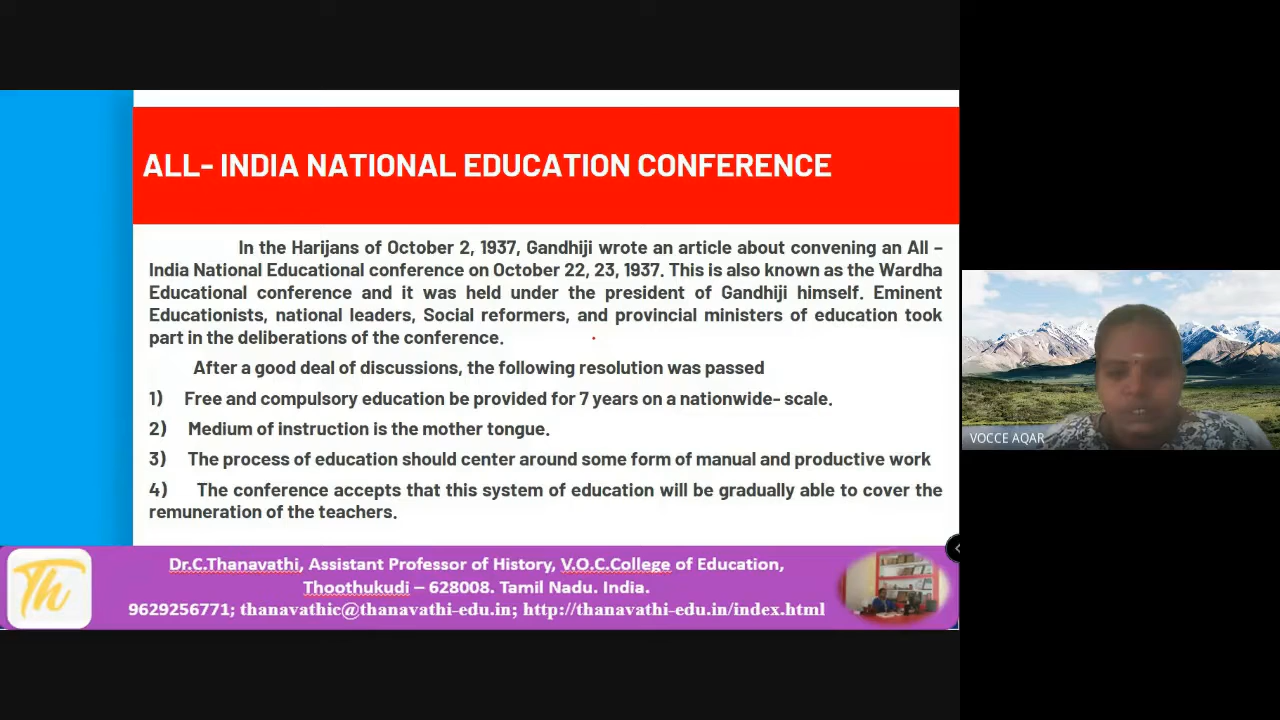 ALL- INDIA NATIONAL EDUCATION CONFERENCE
In the Harijans of October 2, 1937, Gandhiji wrote an article about convening an All –
India National Educational conference on October 22, 23, 1937. This is also known as the Wardha
Educational conference and it was held under the president of Gandhiji himself. Eminent
Educationists, national leaders, Social reformers, and provincial ministers of education took
part in the deliberations of the conference.
After a good deal of discussions, the following resolution was passed
1) Free and compulsory education be provided for 7 years on a nationwide- scale.
2) Medium of instruction is the mother tongue.
3) The process of education should center around some form of manual and productive work
4) The conference accepts that this system of education will be gradually able to cover the
remuneration of the teachers.
VOCCE AQAR
Th
Dr.C.Thanavathi, Assistant Professor of History, V.O.C.College of Education,
Thoothukudi – 628008. Tamil Nadu. India.
9629256771; thanavathic@thanavathi-edu.in; http://thanavathi-edu.in/index.html